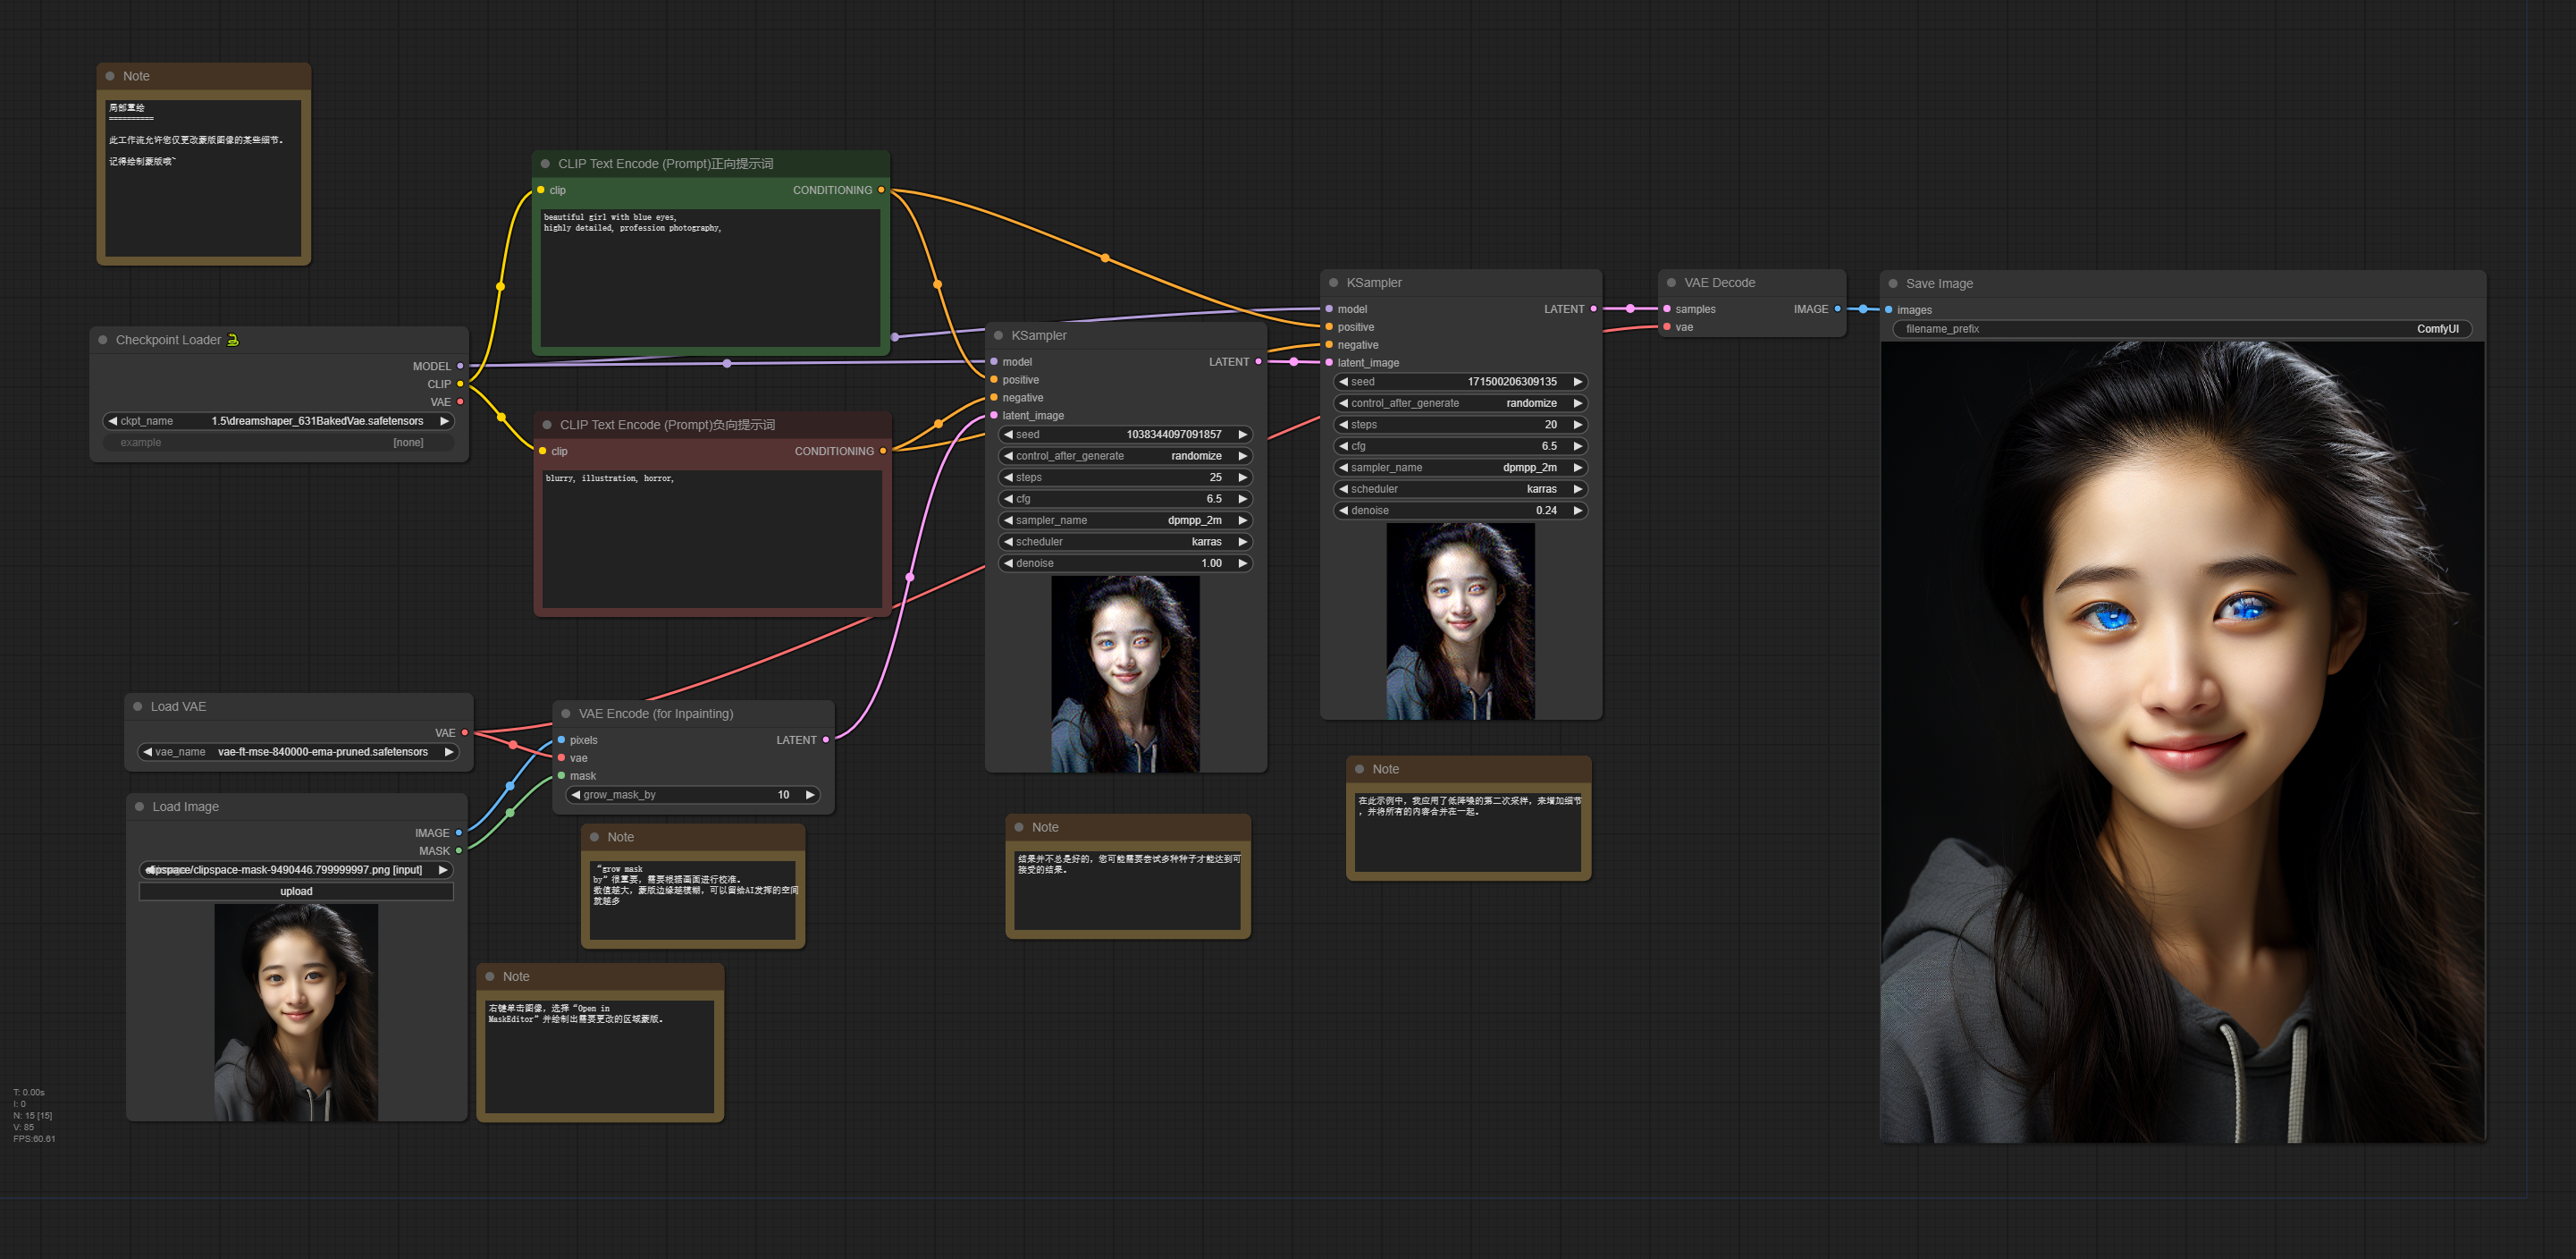 Note
局部重绘
==========
此工作流允许您仅更改蒙版图像的某些细节。
记得绘制蒙版哦~
Checkpoint Loader
MODEL
CLIP
VAE
ckpt_name 1.5\dreamshaper_631BakedVae.safetensors
example [none]
CLIP Text Encode (Prompt)正向提示词
clip CONDITIONING
beautiful girl with blue eyes,
highly detailed, profession photography,
CLIP Text Encode (Prompt)负向提示词
clip CONDITIONING
blurry, illustration, horror,
Load VAE
VAE
vae_name vae-ft-mse-840000-ema-pruned.safetensors
Load Image
IMAGE
MASK
clipspace/clipspace-mask-9490446.799999997.png [input]
upload
VAE Encode (for Inpainting)
pixels LATENT
vae
mask
grow_mask_by 10
Note
“grow mask
by”很重要，需要根据画面进行校准。
数值越大，蒙版边缘越模糊，可以留给AI发挥的空间
就越多
Note
右键单击图像，选择“Open in
MaskEditor”并绘制出需要更改的区域蒙版。
KSampler
model LATENT
positive
negative
latent_image
seed 1038344097091857
control_after_generate randomize
steps 25
cfg 6.5
sampler_name dpmpp_2m
scheduler karras
denoise 1.00
Note
结果并不总是好的，您可能需要尝试多种种子才能达到可
接受的结果。
KSampler
model LATENT
positive
negative
latent_image
seed 171500206309135
control_after_generate randomize
steps 20
cfg 6.5
sampler_name dpmpp_2m
scheduler karras
denoise 0.24
Note
在此示例中，我应用了低降噪的第二次采样，来增加细节
，并将所有的内容合并在一起。
VAE Decode
samples IMAGE
vae
Save Image
images
filename_prefix ComfyUI
T: 0.00s
I: 0
N: 15 [15]
V: 85
FPS:60.61